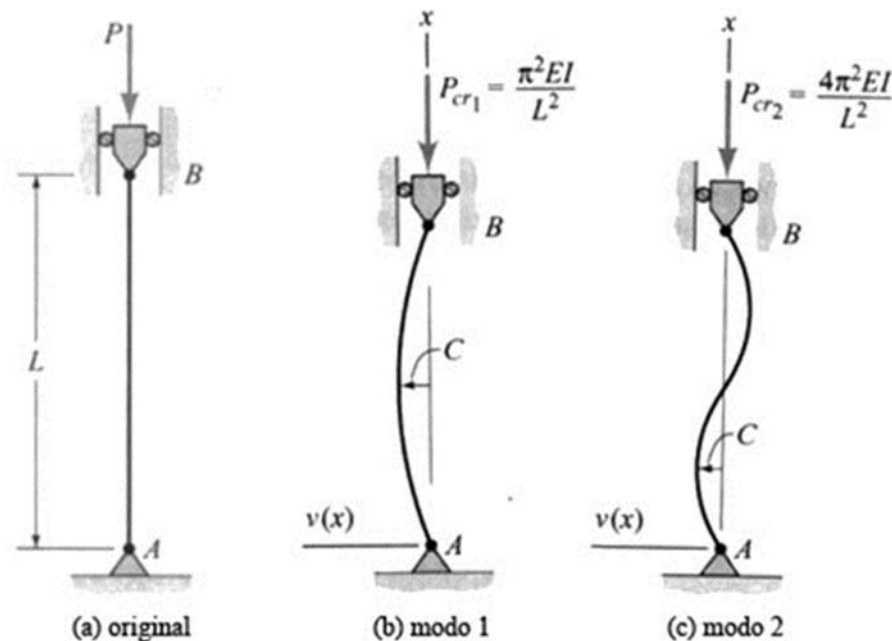 P
B
L
A
(a) original
x
P_{cr_1} = \frac{\pi^2 EI}{L^2}
B
C
v(x)
A
(b) modo 1
x
P_{cr_2} = \frac{4\pi^2 EI}{L^2}
B
C
v(x)
A
(c) modo 2